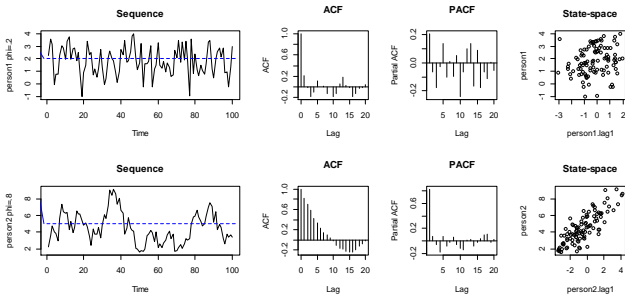 Sequence
ACF
PACF
State-space
person1 phi=.2
-1 0 1 2 3 4
0 20 40 60 80 100
Time
ACF
-0.2 0.2 0.6 1.0
0 5 10 15 20
Lag
Partial ACF
-0.2 0.0 0.2
5 10 15 20
Lag
person1
-1 0 1 2 3 4
-3 -2 -1 0 1 2
person1.lag1
Sequence
ACF
PACF
State-space
person2 phi=.8
2 4 6 8
0 20 40 60 80 100
Time
ACF
-0.2 0.2 0.6 1.0
0 5 10 15 20
Lag
Partial ACF
0.0 0.4 0.8
5 10 15 20
Lag
person2
2 4 6 8
-2 0 2 4
person2.lag1